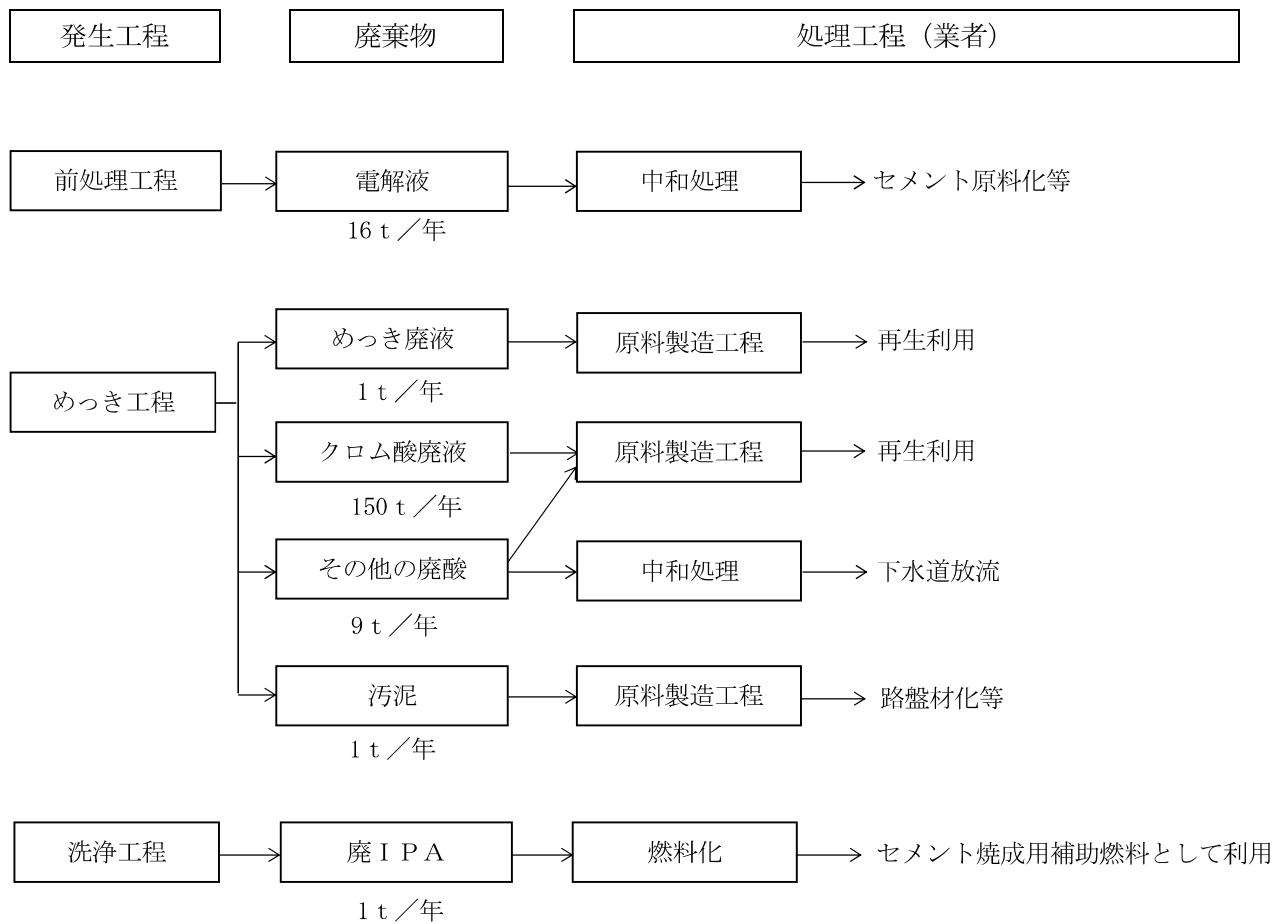 発生工程
廃棄物
処理工程（業者）
前処理工程
電解液
中和処理
セメント原料化等
16ｔ／年
めっき工程
めっき廃液
原料製造工程
再生利用
1ｔ／年
クロム酸廃液
原料製造工程
再生利用
150ｔ／年
その他の廃酸
中和処理
下水道放流
9ｔ／年
汚泥
原料製造工程
路盤材化等
1ｔ／年
洗浄工程
廃ＩＰＡ
燃料化
セメント焼成用補助燃料として利用
1ｔ／年